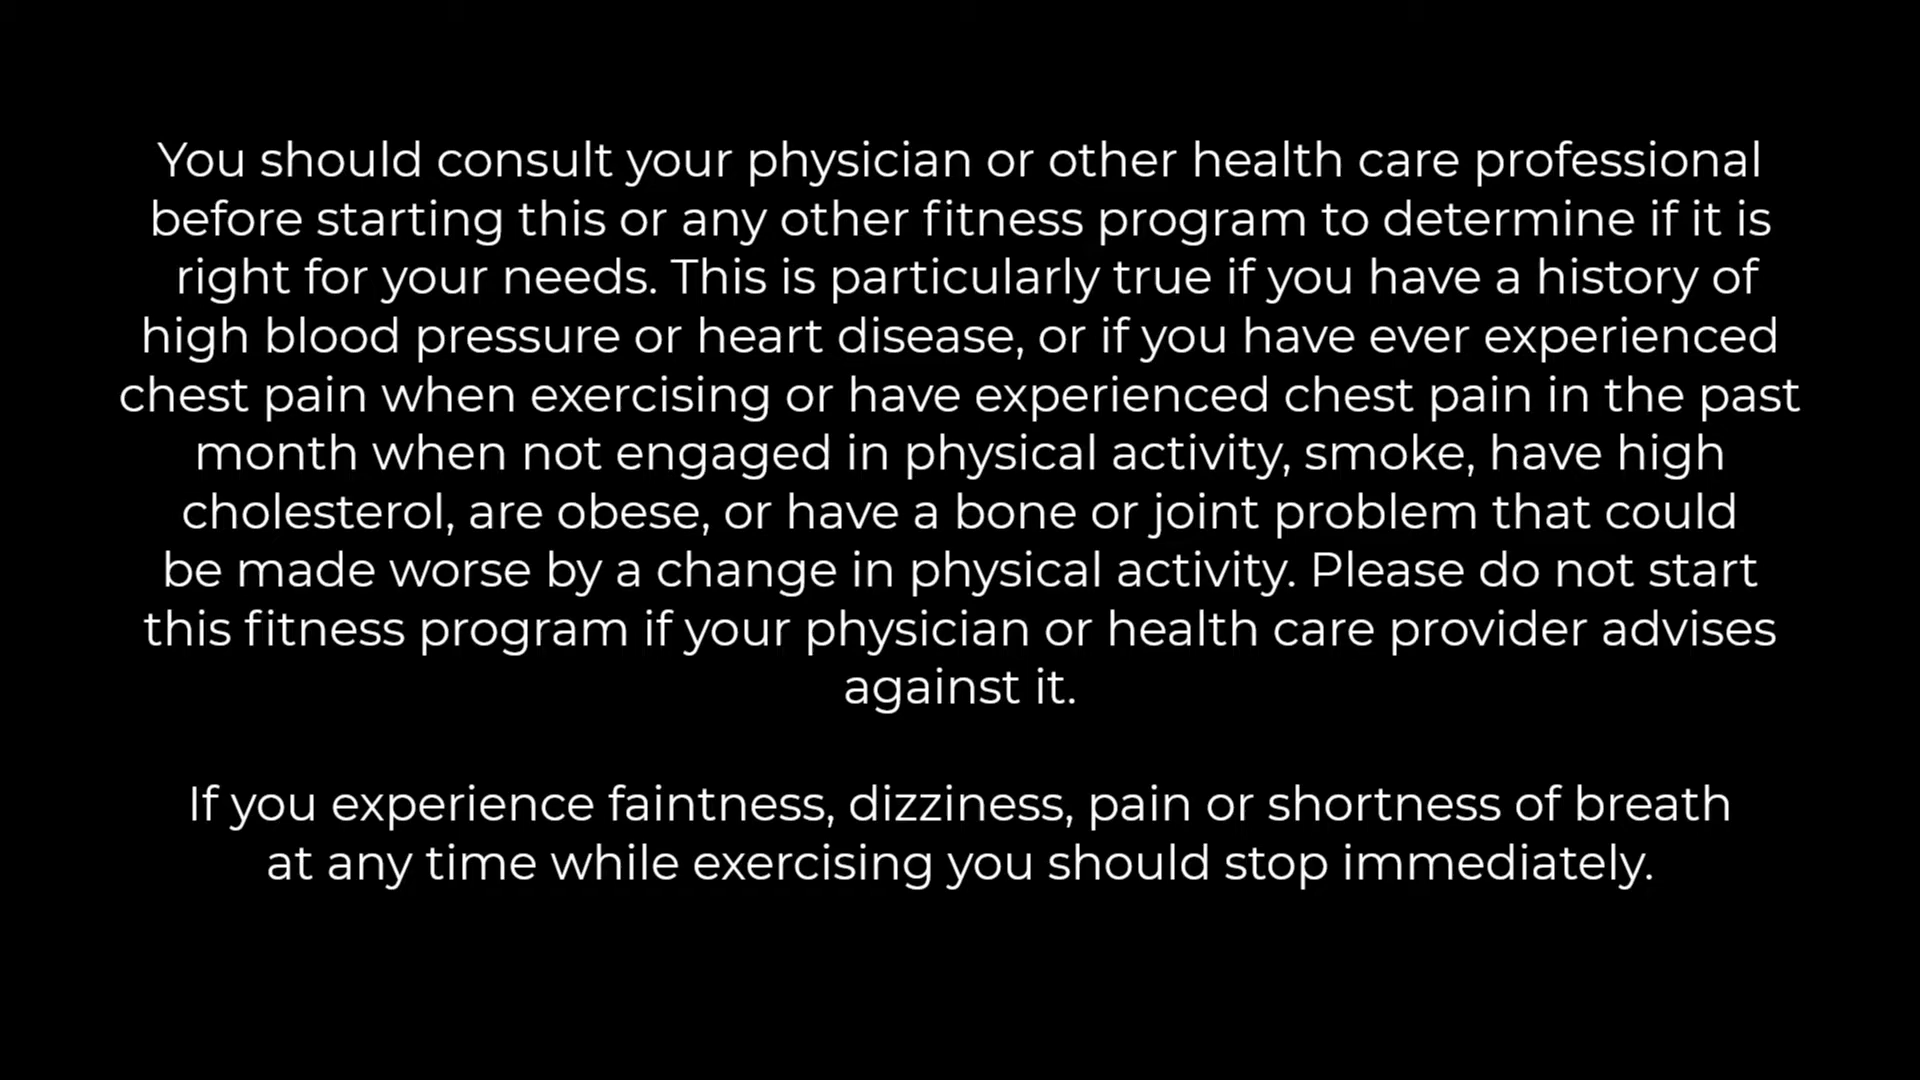 You should consult your physician or other health care professional
before starting this or any other fitness program to determine if it is
right for your needs. This is particularly true if you have a history of
high blood pressure or heart disease, or if you have ever experienced
chest pain when exercising or have experienced chest pain in the past
month when not engaged in physical activity, smoke, have high
cholesterol, are obese, or have a bone or joint problem that could
be made worse by a change in physical activity. Please do not start
this fitness program if your physician or health care provider advises
against it.
If you experience faintness, dizziness, pain or shortness of breath
at any time while exercising you should stop immediately.